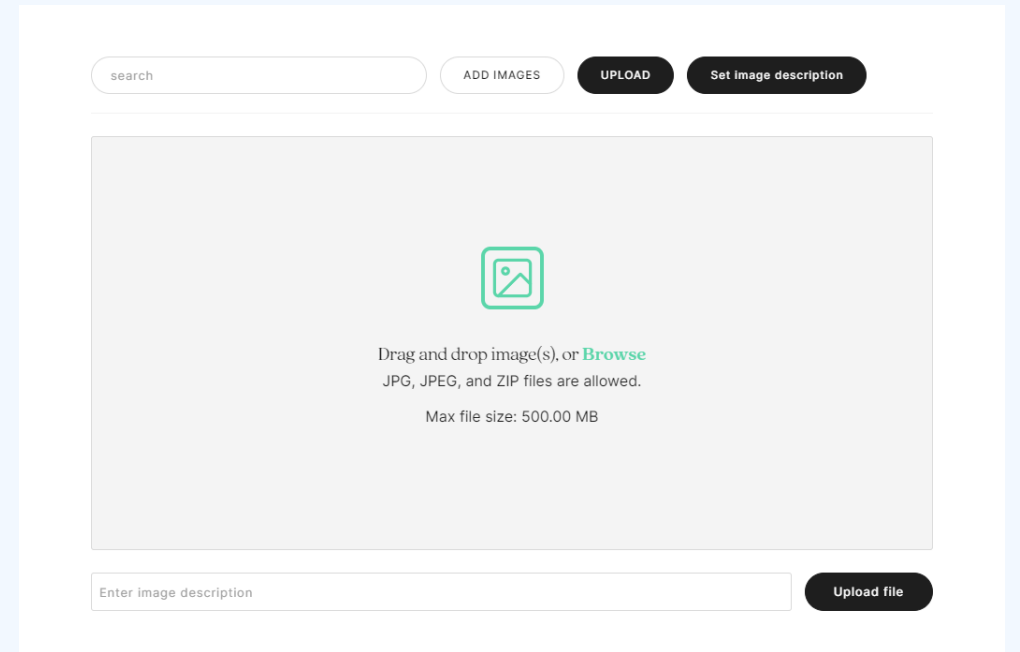 search
ADD IMAGES
UPLOAD
Set image description
Drag and drop image(s), or Browse
JPG, JPEG, and ZIP files are allowed.
Max file size: 500.00 MB
Enter image description
Upload file